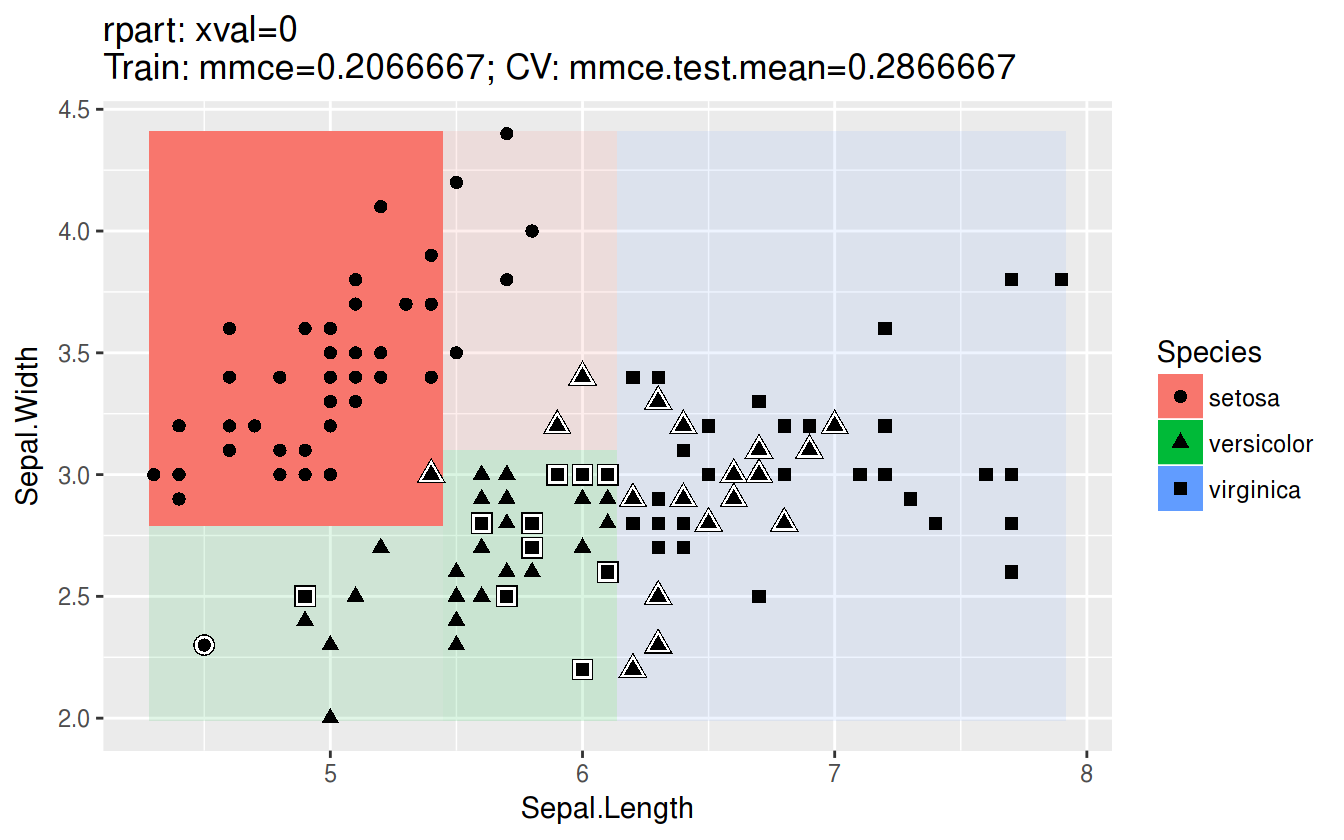 rpart: xval=0
Train: mmce=0.2066667; CV: mmce.test.mean=0.2866667
4.5
4.0
3.5
3.0
2.5
2.0
Sepal.Width
5 6 7 8
Sepal.Length
Species
setosa
versicolor
virginica